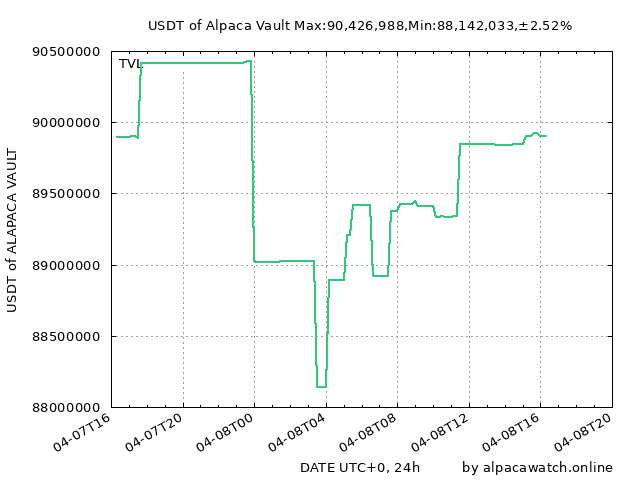 USDT of Alpaca Vault Max:90,426,988,Min:88,142,033,±2.52%
TVL
90500000
90000000
89500000
89000000
88500000
88000000
USDT of ALAPACA VAULT
04-07T16
04-07T20
04-08T00
04-08T04
04-08T08
04-08T12
04-08T16
04-08T20
DATE UTC+0, 24h
by alpacawatch.online